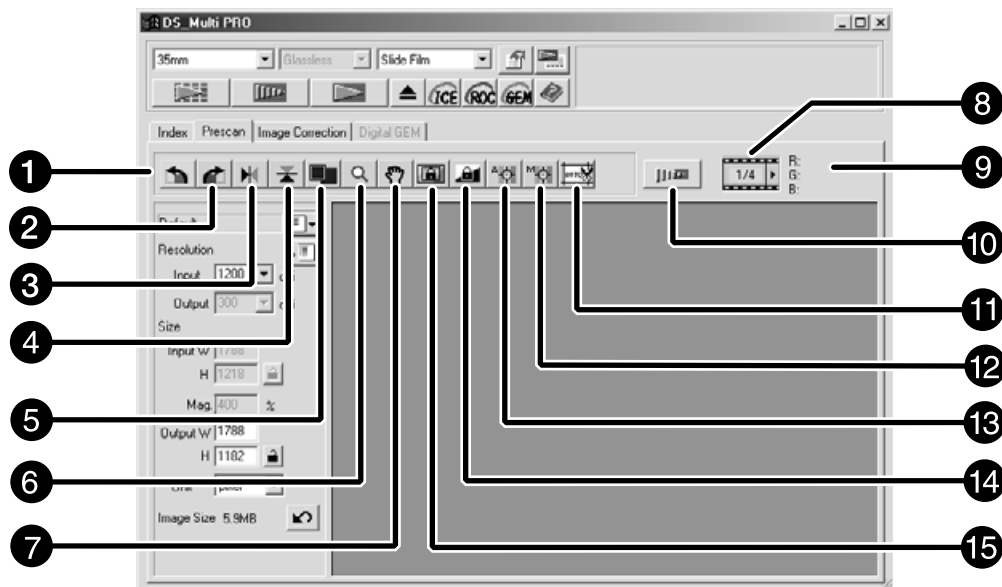 DS_Multi PRO
35mm Glassless Slide Film
ICE ROC GEM
Index Prescan Image Correction Digital GEM
1
2
3
4
5
6
7
8
9
10
11
12
13
14
15
A M
1/4
R:
G:
B:
Resolution
Input 1200
Output 300
Size
Input W 1788
H 1218
Mag. 400 %
Output W 1788
H 1182
Unit pixel
Image Size 5.9MB